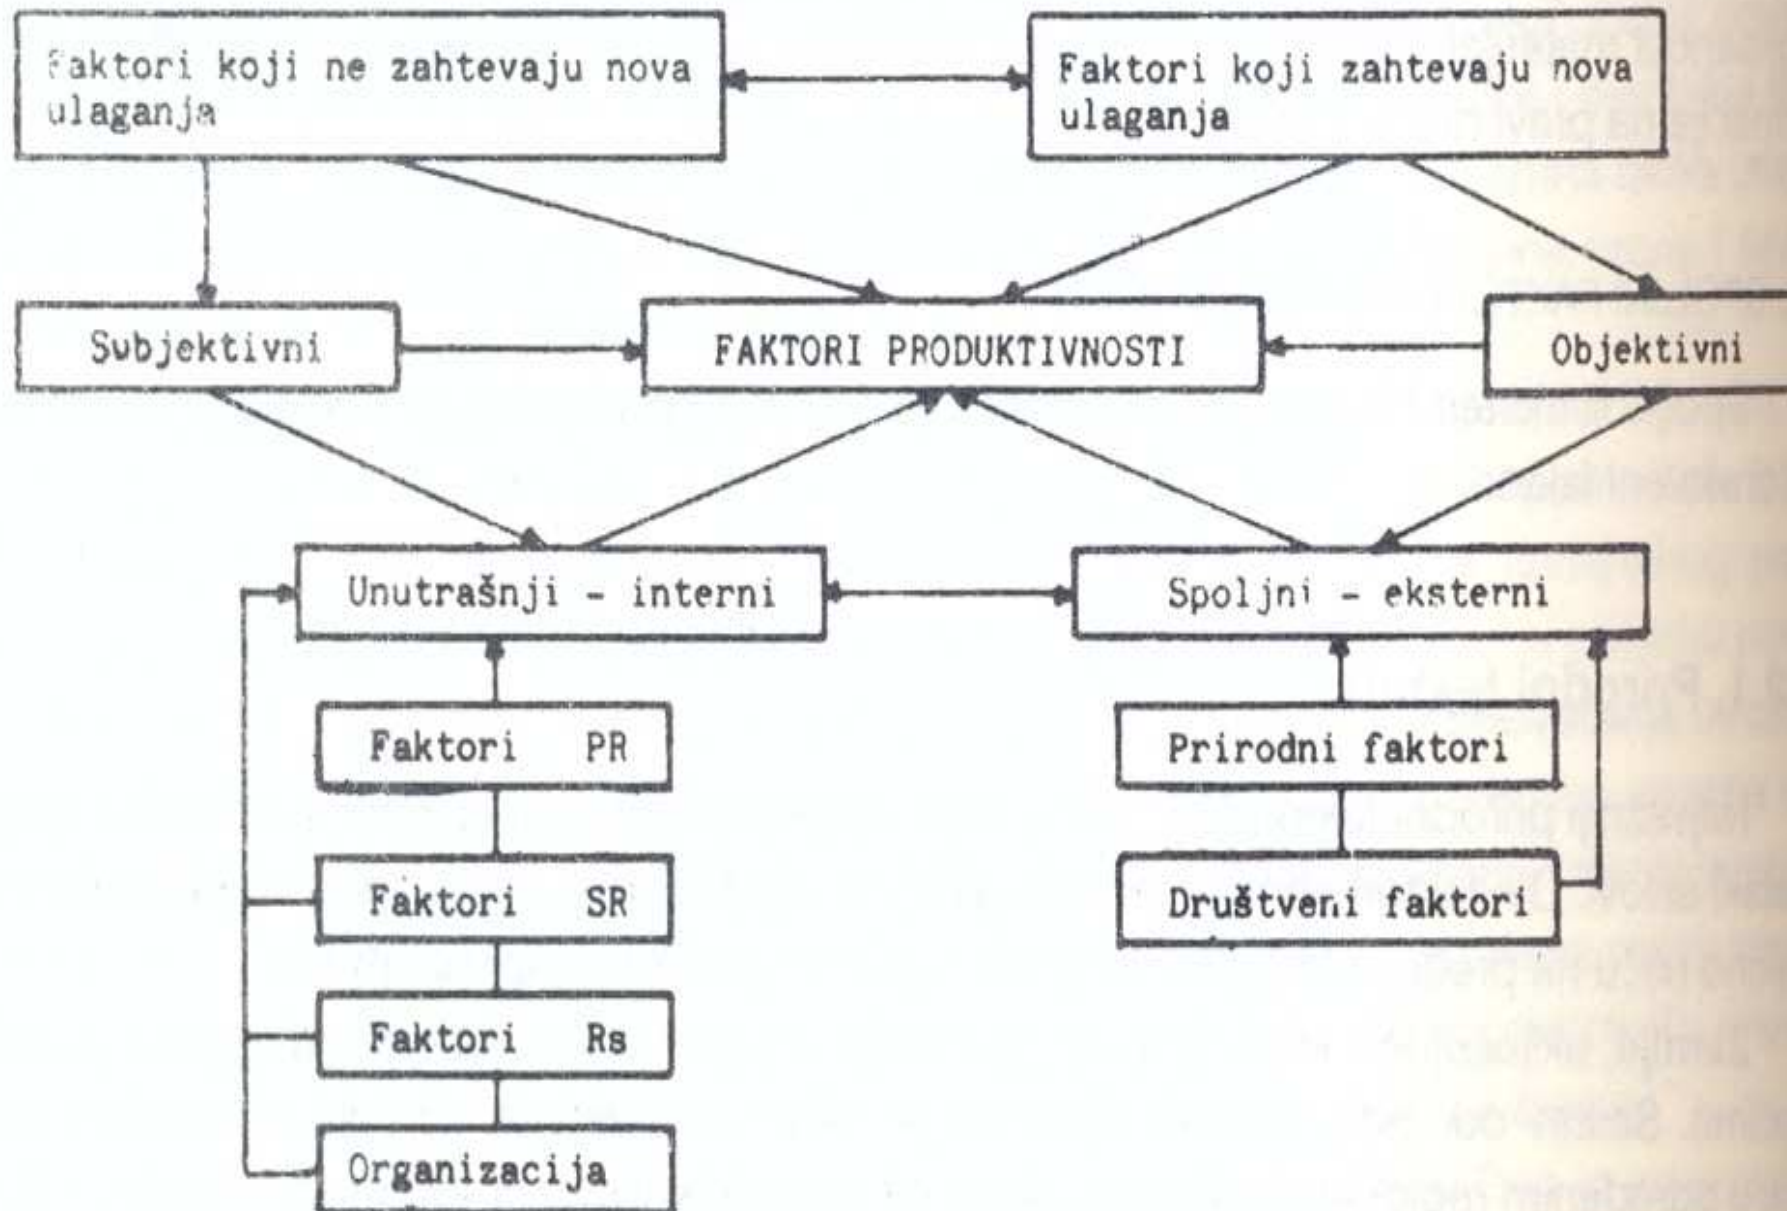 Faktori koji ne zahtevaju nova
ulaganja
Faktori koji zahtevaju nova
ulaganja
Subjektivni
FAKTORI PRODUKTIVNOSTI
Objektivni
Unutrašnji - interni
Spoljni - eksterni
Faktori PR
Prirodni faktori
Faktori SR
Društveni faktori
Faktori Rs
Organizacija